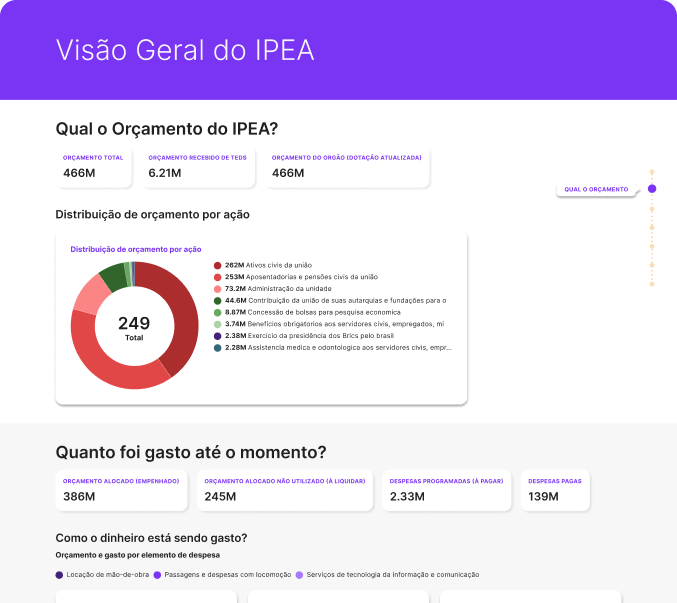 Visão Geral do IPEA
Qual o Orçamento do IPEA?
ORÇAMENTO TOTAL
466M
ORÇAMENTO RECEBIDO DE TEDS
6.21M
ORÇAMENTO DO ORGÃO (DOTAÇÃO ATUALIZADA)
466M
QUAL O ORÇAMENTO
Distribuição de orçamento por ação
Distribuição de orçamento por ação
249
Total
262M Ativos civis da união
253M Aposentadorias e pensões civis da união
73.2M Administração da unidade
44.6M Contribuição da união de suas autarquias e fundações para o
8.87M Concessão de bolsas para pesquisa economica
3.74M Benefícios obrigatorios aos servidores civis, empregados, mi
2.38M Exercício da presidência dos Brics pelo brasil
2.28M Assistencia medica e odontologica aos servidores civis, empr...
Quanto foi gasto até o momento?
ORÇAMENTO ALOCADO (EMPENHADO)
386M
ORÇAMENTO ALOCADO NÃO UTILIZADO (À LIQUIDAR)
245M
DESPESAS PROGRAMADAS (À PAGAR)
2.33M
DESPESAS PAGAS
139M
Como o dinheiro está sendo gasto?
Orçamento e gasto por elemento de despesa
Locação de mão-de-obra
Passagens e despesas com locomoção
Serviços de tecnologia da informação e comunicação